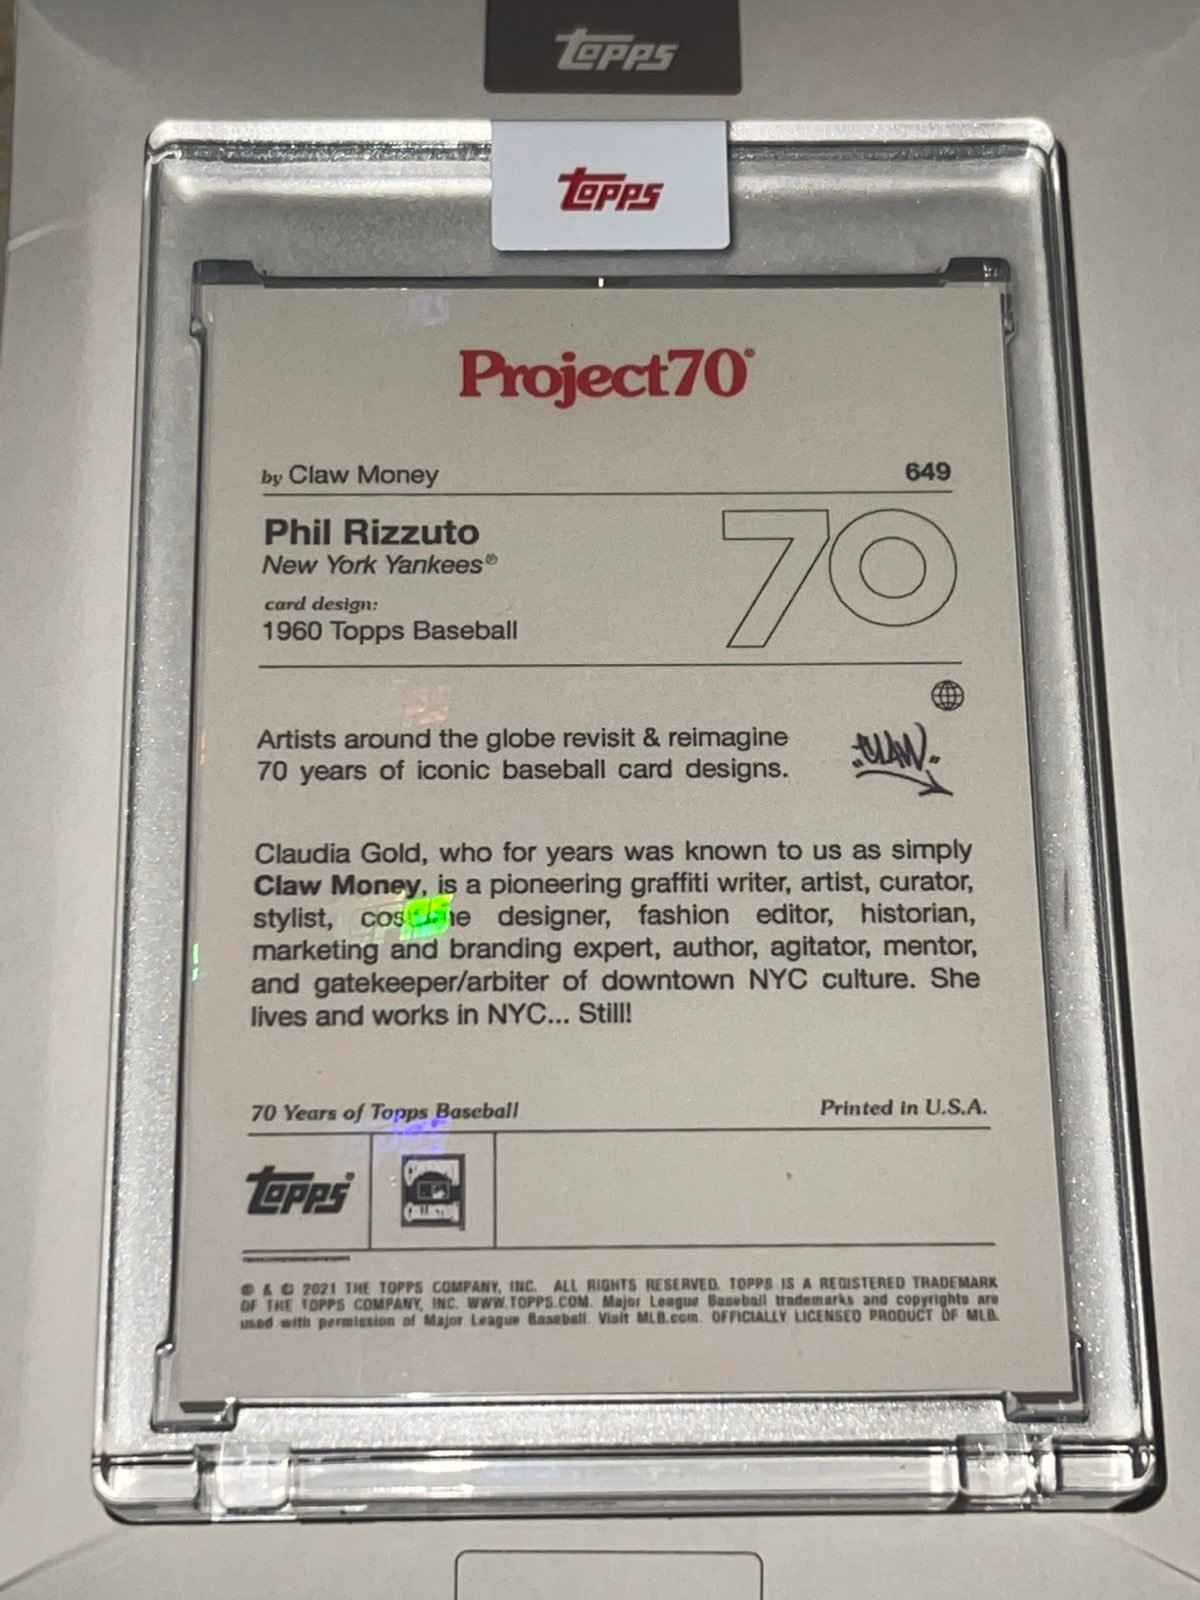 Topps
Topps
Project70®
by Claw Money 649
Phil Rizzuto
New York Yankees®
card design:
1960 Topps Baseball
70
Artists around the globe revisit & reimagine
70 years of iconic baseball card designs.
CLAW
Claudia Gold, who for years was known to us as simply
Claw Money, is a pioneering graffiti writer, artist, curator,
stylist, costume designer, fashion editor, historian,
marketing and branding expert, author, agitator, mentor,
and gatekeeper/arbiter of downtown NYC culture. She
lives and works in NYC... Still!
70 Years of Topps Baseball Printed in U.S.A.
Topps®
COLLECTION
® & © 2021 THE TOPPS COMPANY, INC. ALL RIGHTS RESERVED. TOPPS IS A REGISTERED TRADEMARK
OF THE TOPPS COMPANY, INC. WWW.TOPPS.COM. Major League Baseball trademarks and copyrights are
used with permission of Major League Baseball. Visit MLB.com. OFFICIALLY LICENSED PRODUCT OF MLB.